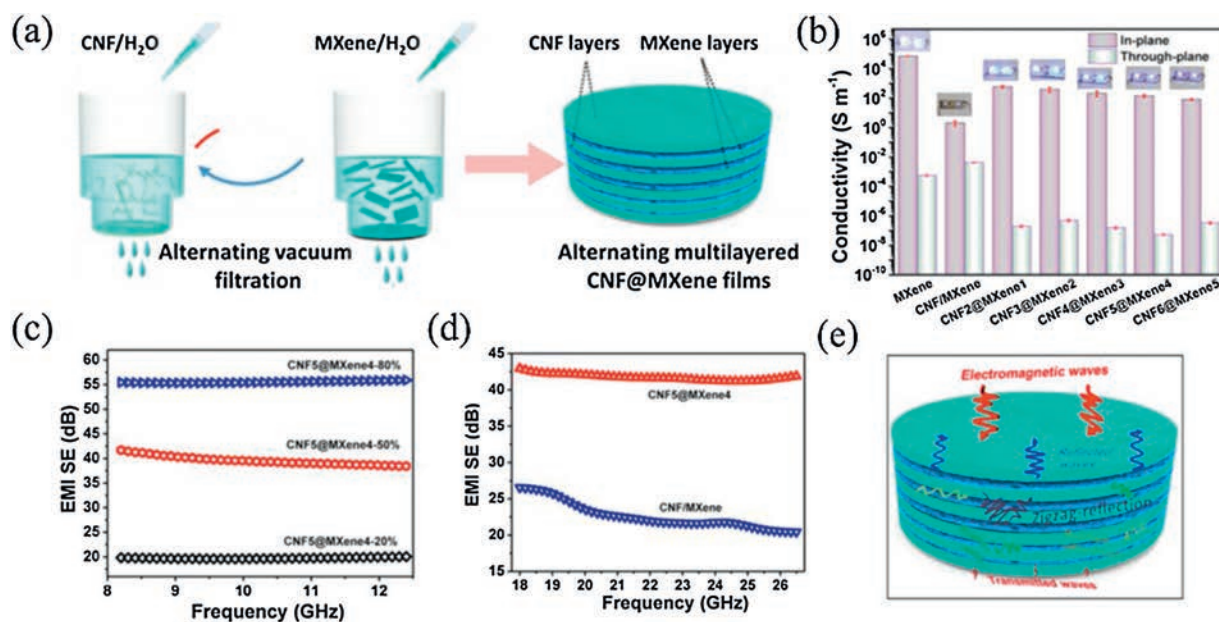 (a)
CNF/H₂O
MXene/H₂O
CNF layers
MXene layers
Alternating vacuum
filtration
Alternating multilayered
CNF@MXene films
(b)
Conductivity (S m⁻¹)
10⁶
10⁴
10²
10⁰
10⁻²
10⁻⁴
10⁻⁶
10⁻⁸
10⁻¹⁰
In-plane
Through-plane
MXene
CNF/MXene
CNF2@MXene1
CNF3@MXene2
CNF4@MXene3
CNF5@MXene4
CNF6@MXene5
(c)
EMI SE (dB)
60
55
50
45
40
35
30
25
20
15
CNF5@MXene4-80%
CNF5@MXene4-50%
CNF5@MXene4-20%
8 9 10 11 12
Frequency (GHz)
(d)
EMI SE (dB)
45
40
35
30
25
20
15
CNF5@MXene4
CNF/MXene
18 19 20 21 22 23 24 25 26
Frequency (GHz)
(e)
Electromagnetic waves
Reflected
waves
zigzag reflection
Transmitted waves